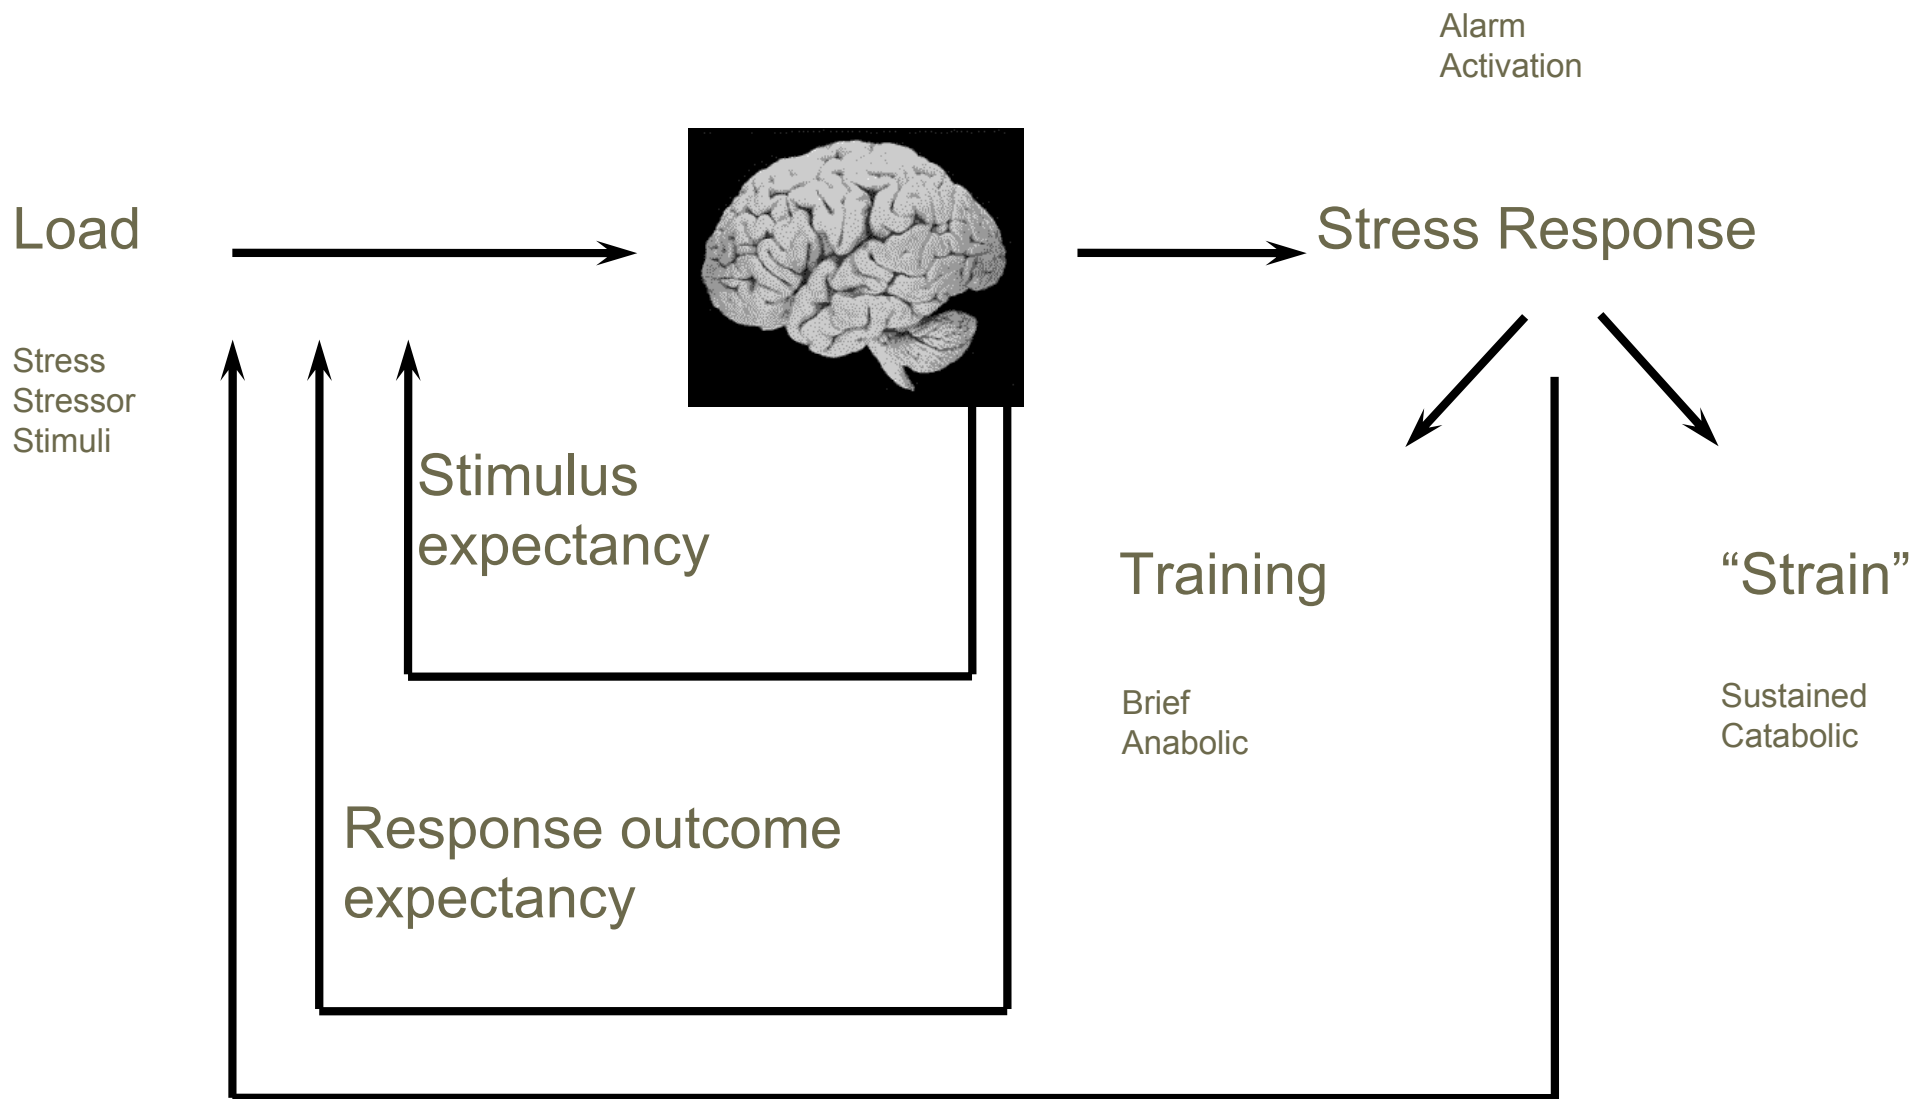 Alarm
Activation
Load
Stress Response
Stress
Stressor
Stimuli
Stimulus
expectancy
Training
“Strain”
Brief
Anabolic
Sustained
Catabolic
Response outcome
expectancy